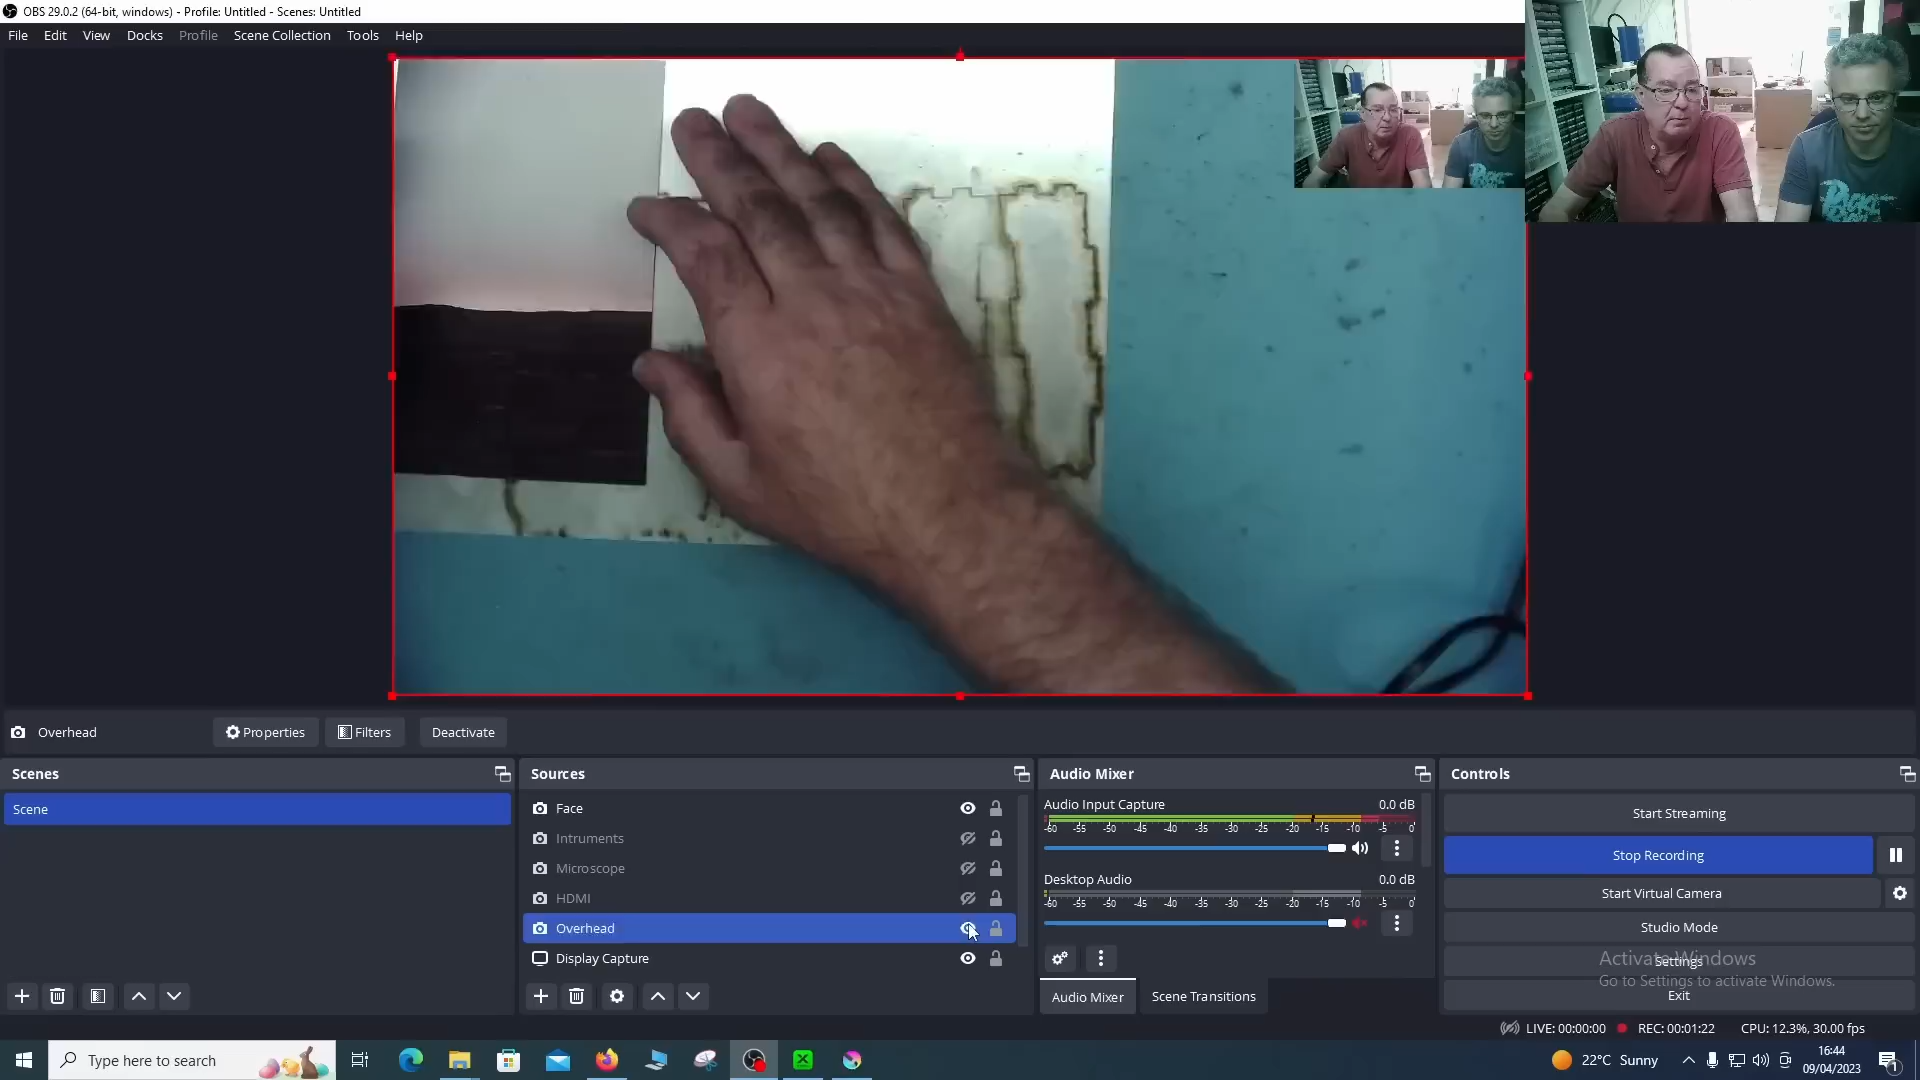 OBS 29.0.2 (64-bit, windows) - Profile: Untitled - Scenes: Untitled
File Edit View Docks Profile Scene Collection Tools Help
Overhead Properties Filters Deactivate
Scenes
Scene
Sources
Face
Intruments
Microscope
HDMI
Overhead
Display Capture
Audio Mixer
Audio Input Capture 0.0 dB
-60 -55 -50 -45 -40 -35 -30 -25 -20 -15 -10 -5 0
Desktop Audio 0.0 dB
-60 -55 -50 -45 -40 -35 -30 -25 -20 -15 -10 -5 0
Audio Mixer Scene Transitions
Controls
Start Streaming
Stop Recording
Start Virtual Camera
Studio Mode
Settings
Activate Windows
Go to Settings to activate Windows.
Exit
LIVE: 00:00:00 REC: 00:01:22 CPU: 12.3%, 30.00 fps
Type here to search
22°C Sunny
16:44
09/04/2023
1